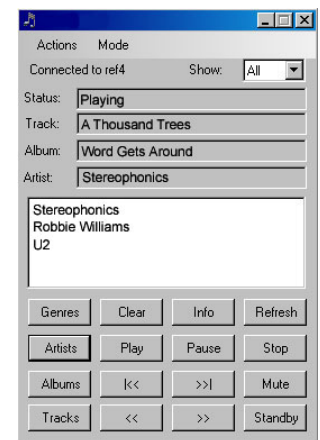 Actions Mode
Connected to ref4 Show: All
Status: Playing
Track: A Thousand Trees
Album: Word Gets Around
Artist: Stereophonics
Stereophonics
Robbie Williams
U2
Genres Clear Info Refresh
Artists Play Pause Stop
Albums |<< >>| Mute
Tracks << >> Standby